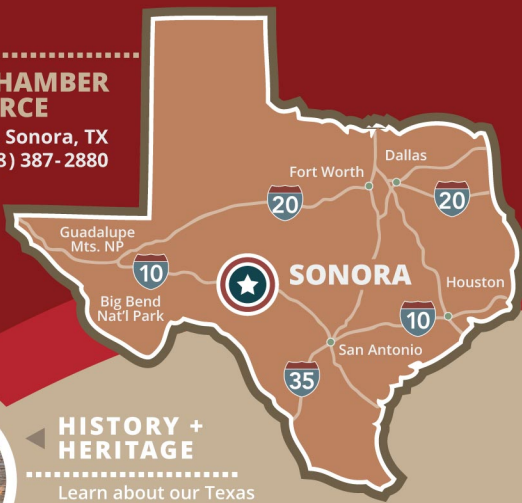 HAMBER
RCE
Sonora, TX
) 387-2880
Fort Worth
Dallas
20
20
Guadalupe
Mts. NP
10
SONORA
Houston
Big Bend
Nat'l Park
10
San Antonio
35
HISTORY +
HERITAGE
Learn about our Texas